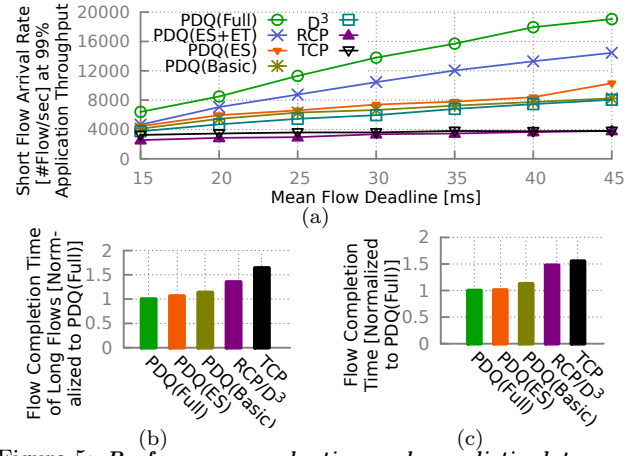 Short Flow Arrival Rate
[#Flow/sec] at 99%
Application Throughput
20000
16000
12000
8000
4000
0
PDQ(Full)
PDQ(ES+ET)
PDQ(ES)
PDQ(Basic)
D³
RCP
TCP
15
20
25
30
35
40
45
Mean Flow Deadline [ms]
(a)
Flow Completion Time
of Long Flows [Norm-
alized to PDQ(Full)]
2
1.5
1
0.5
0
PDQ(Full)
PDQ(ES)
PDQ(Basic)
RCP/D³
TCP
(b)
Flow Completion
Time [Normalized
to PDQ(Full)]
2
1.5
1
0.5
0
PDQ(Full)
PDQ(ES)
PDQ(Basic)
RCP/D³
TCP
(c)
Figure 5: